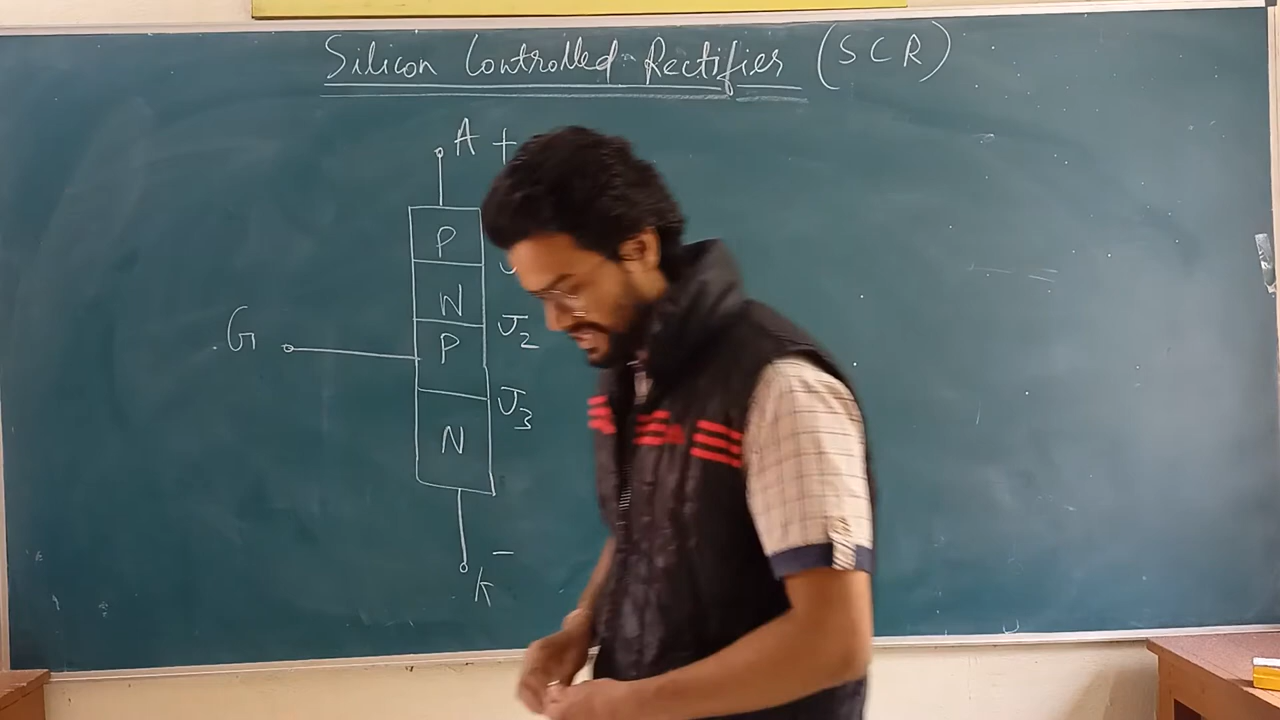 Silicon Controlled Rectifier (SCR)
A +
P
N
J2
G
P
J3
N
-
K